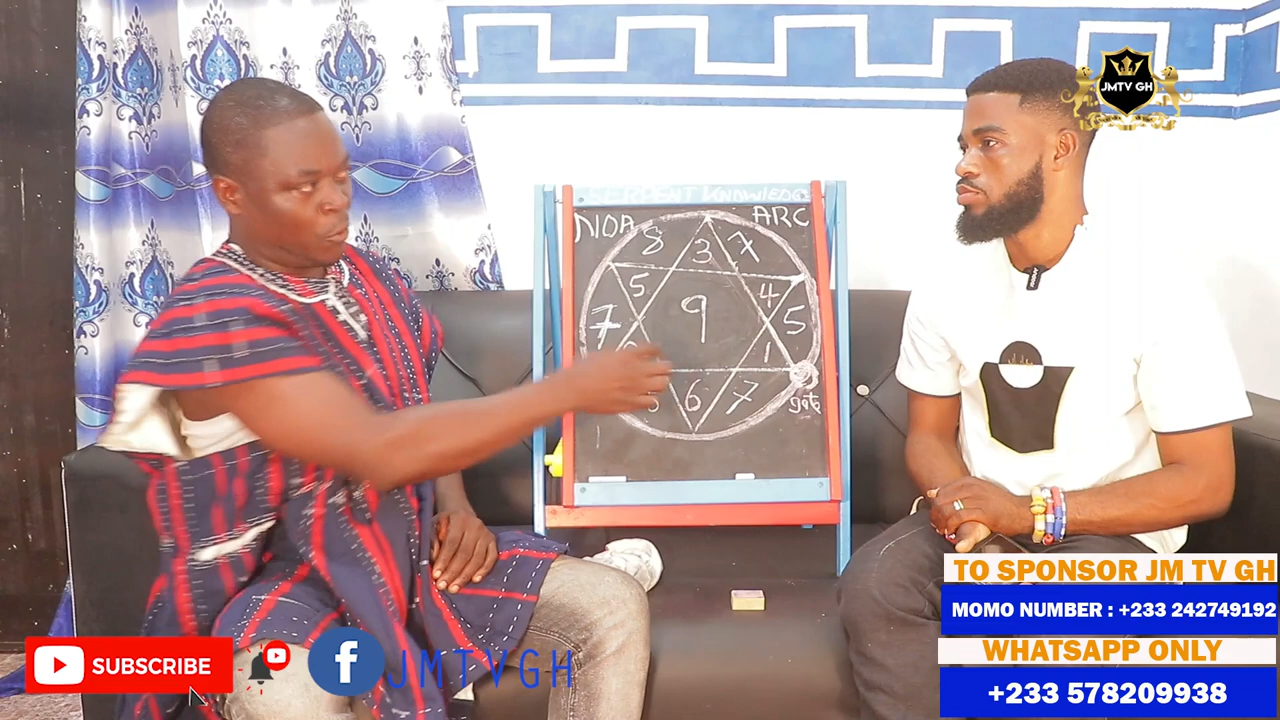 JMTV GH
SERPENT KNOWLEDG
NOA ARC
8 3 7
5 4
7 9 5
1
6 7 gate
TO SPONSOR JM TV GH
MOMO NUMBER : +233 242749192
WHATSAPP ONLY
+233 578209938
SUBSCRIBE
f JMTVGH